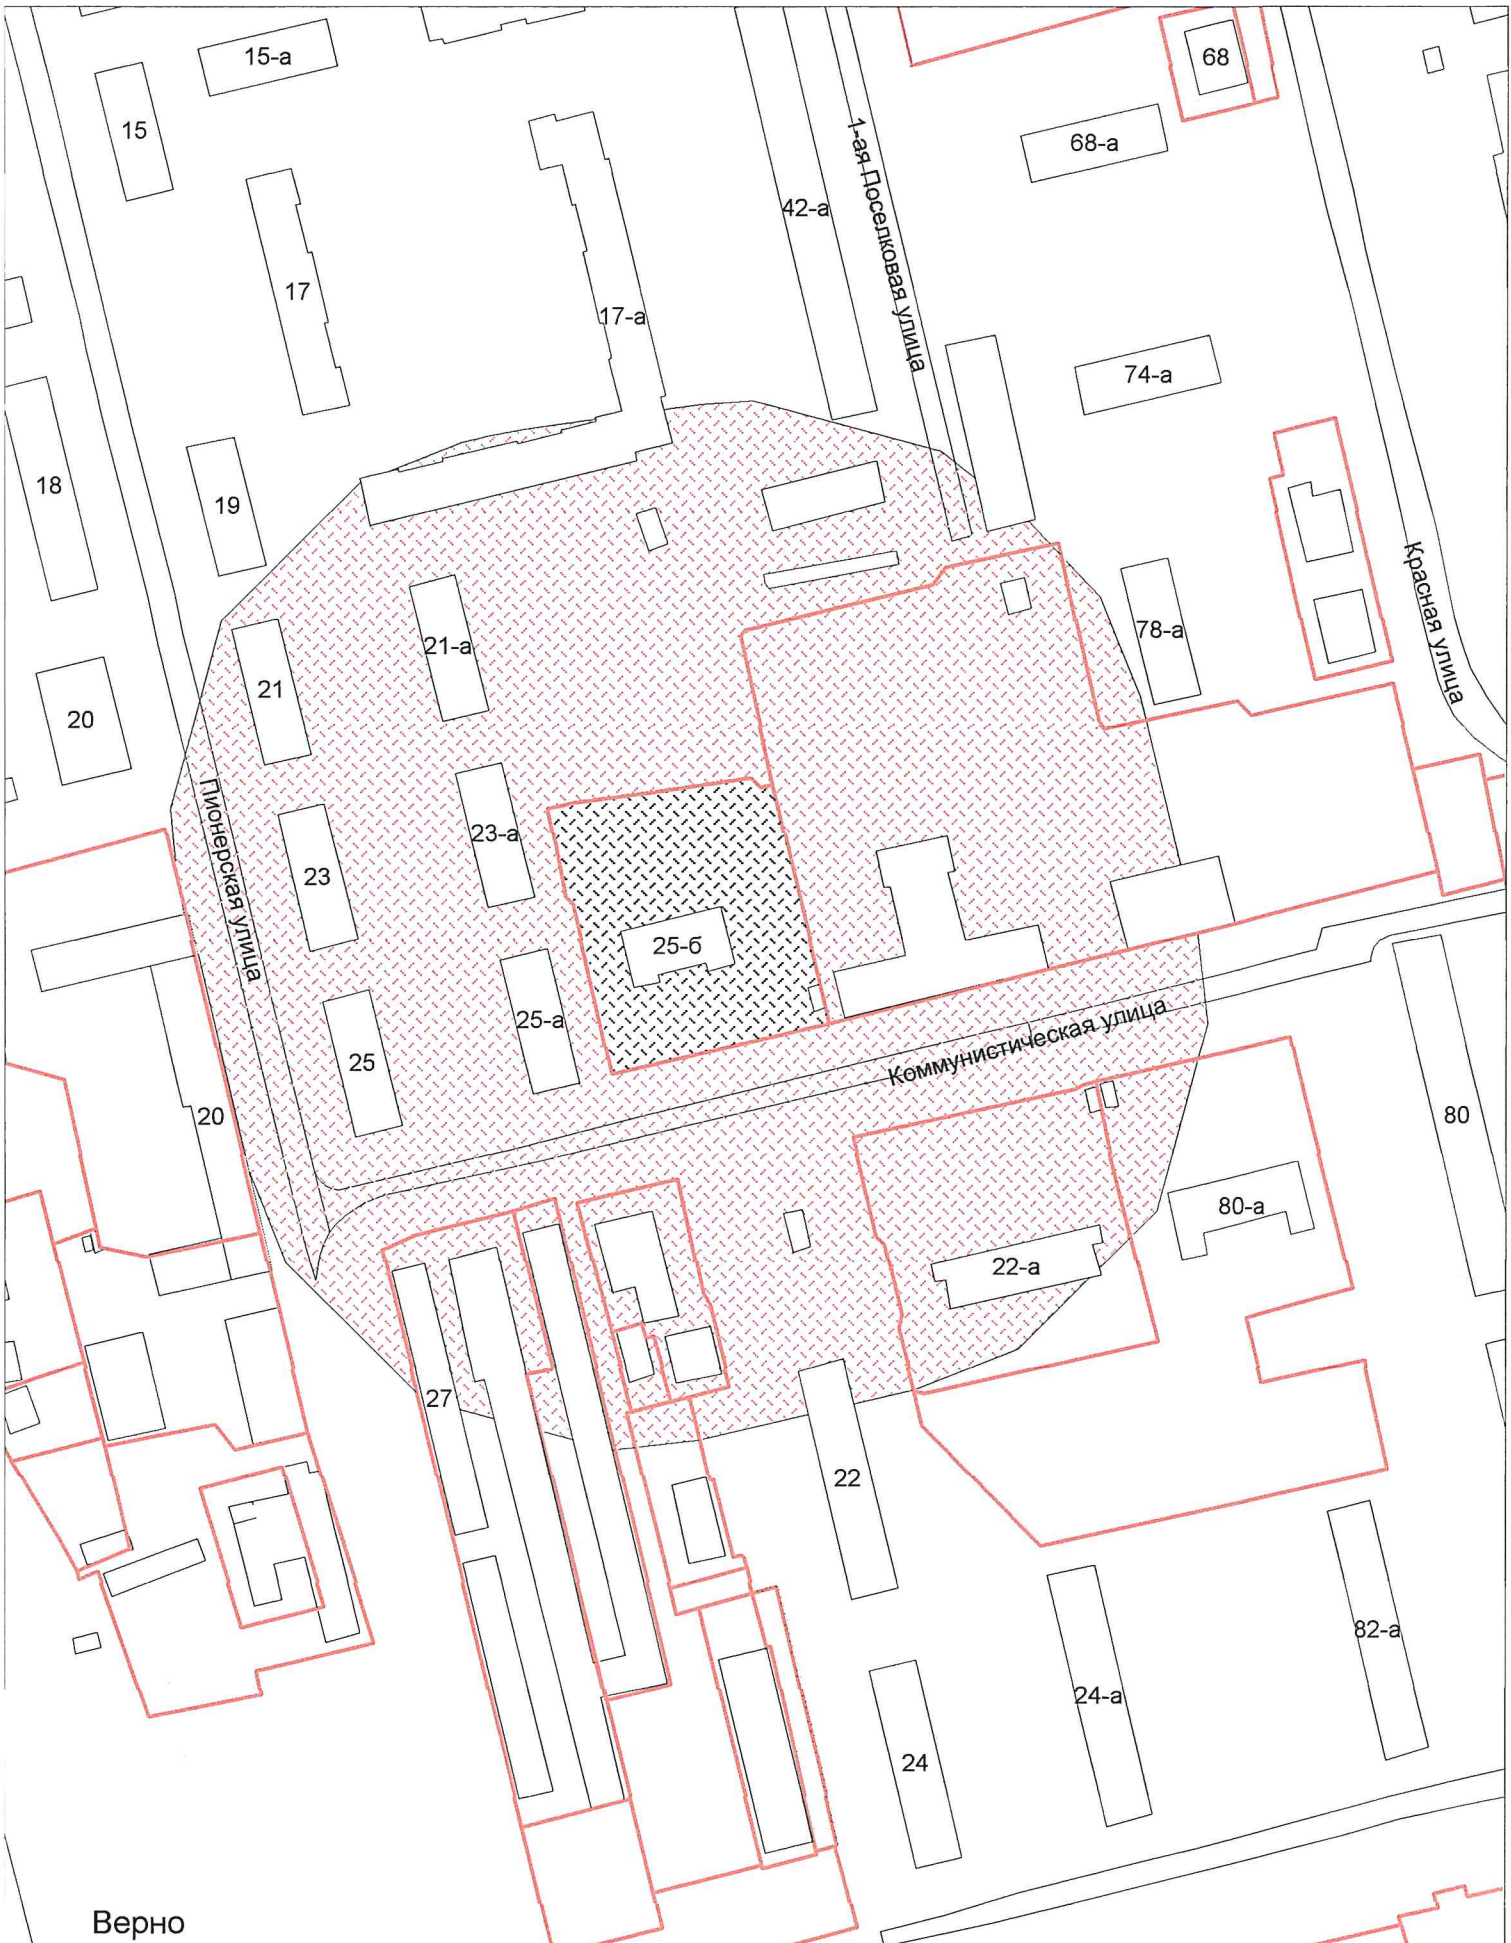 15-а
68
15
68-а
42-а
1-ая Поселковая улица
17
17-а
74-а
18
19
Красная улица
21-а
78-а
21
20
Пионерская улица
23-а
23
25-б
25-а
25
Коммунистическая улица
20
80
80-а
22-а
27
22
82-а
24-а
24
Верно